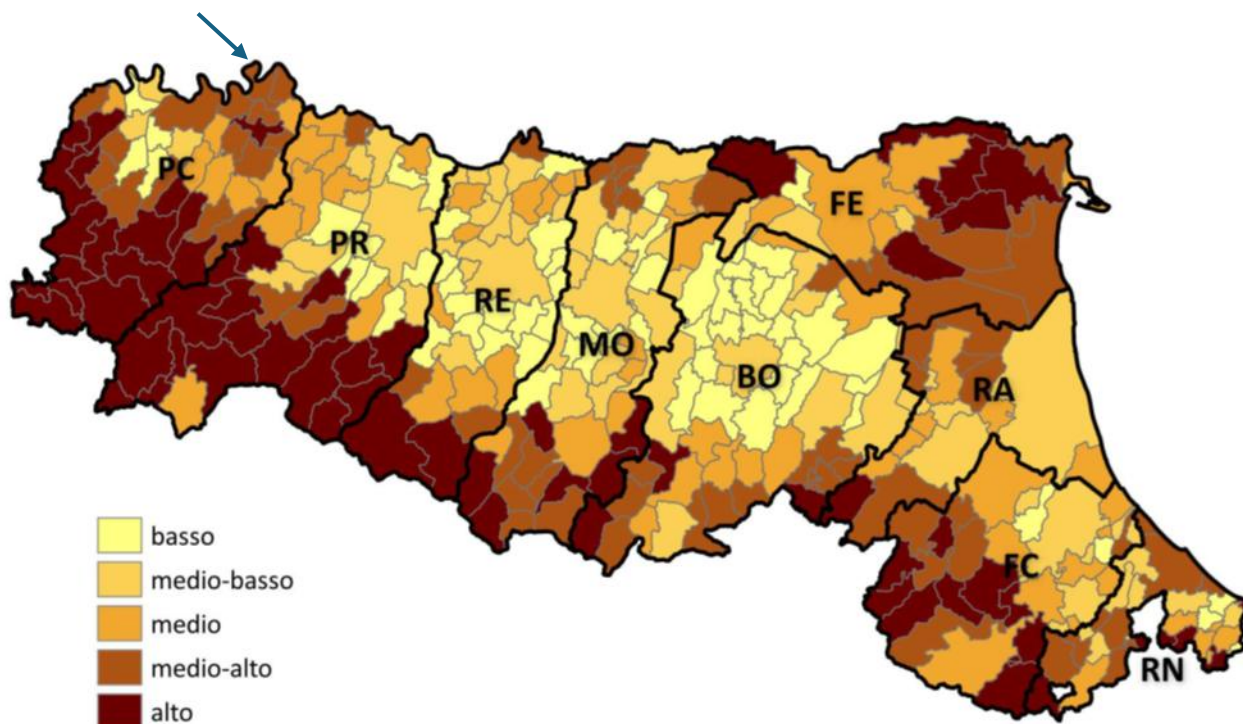 PC
PR
RE
MO
BO
FE
RA
FC
RN
basso
medio-basso
medio
medio-alto
alto